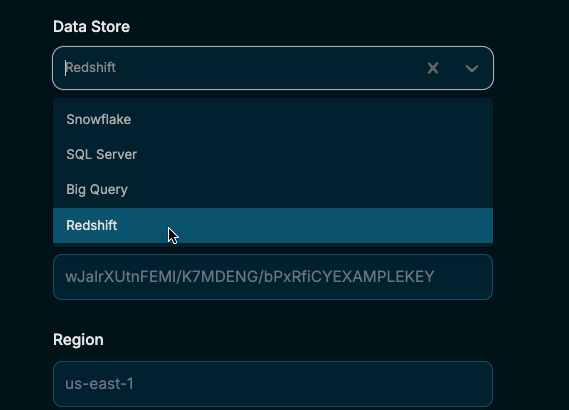 Data Store
Redshift
Snowflake
SQL Server
Big Query
Redshift
wJalrXUtnFEMI/K7MDENG/bPxRfiCYEXAMPLEKEY
Region
us-east-1